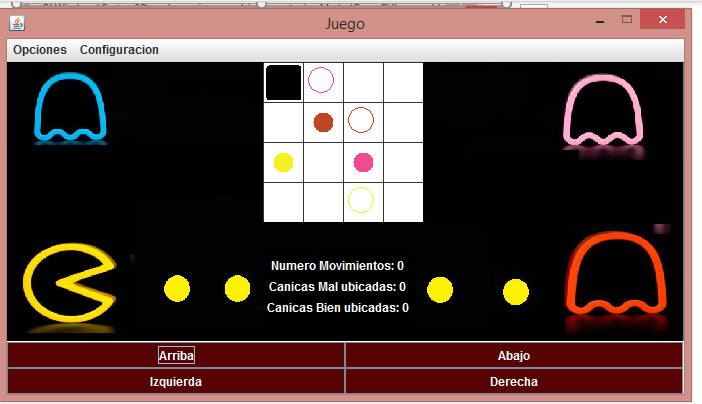 Juego
Opciones Configuracion
Numero Movimientos: 0
Canicas Mal ubicadas: 0
Canicas Bien ubicadas: 0
Arriba Abajo
Izquierda Derecha